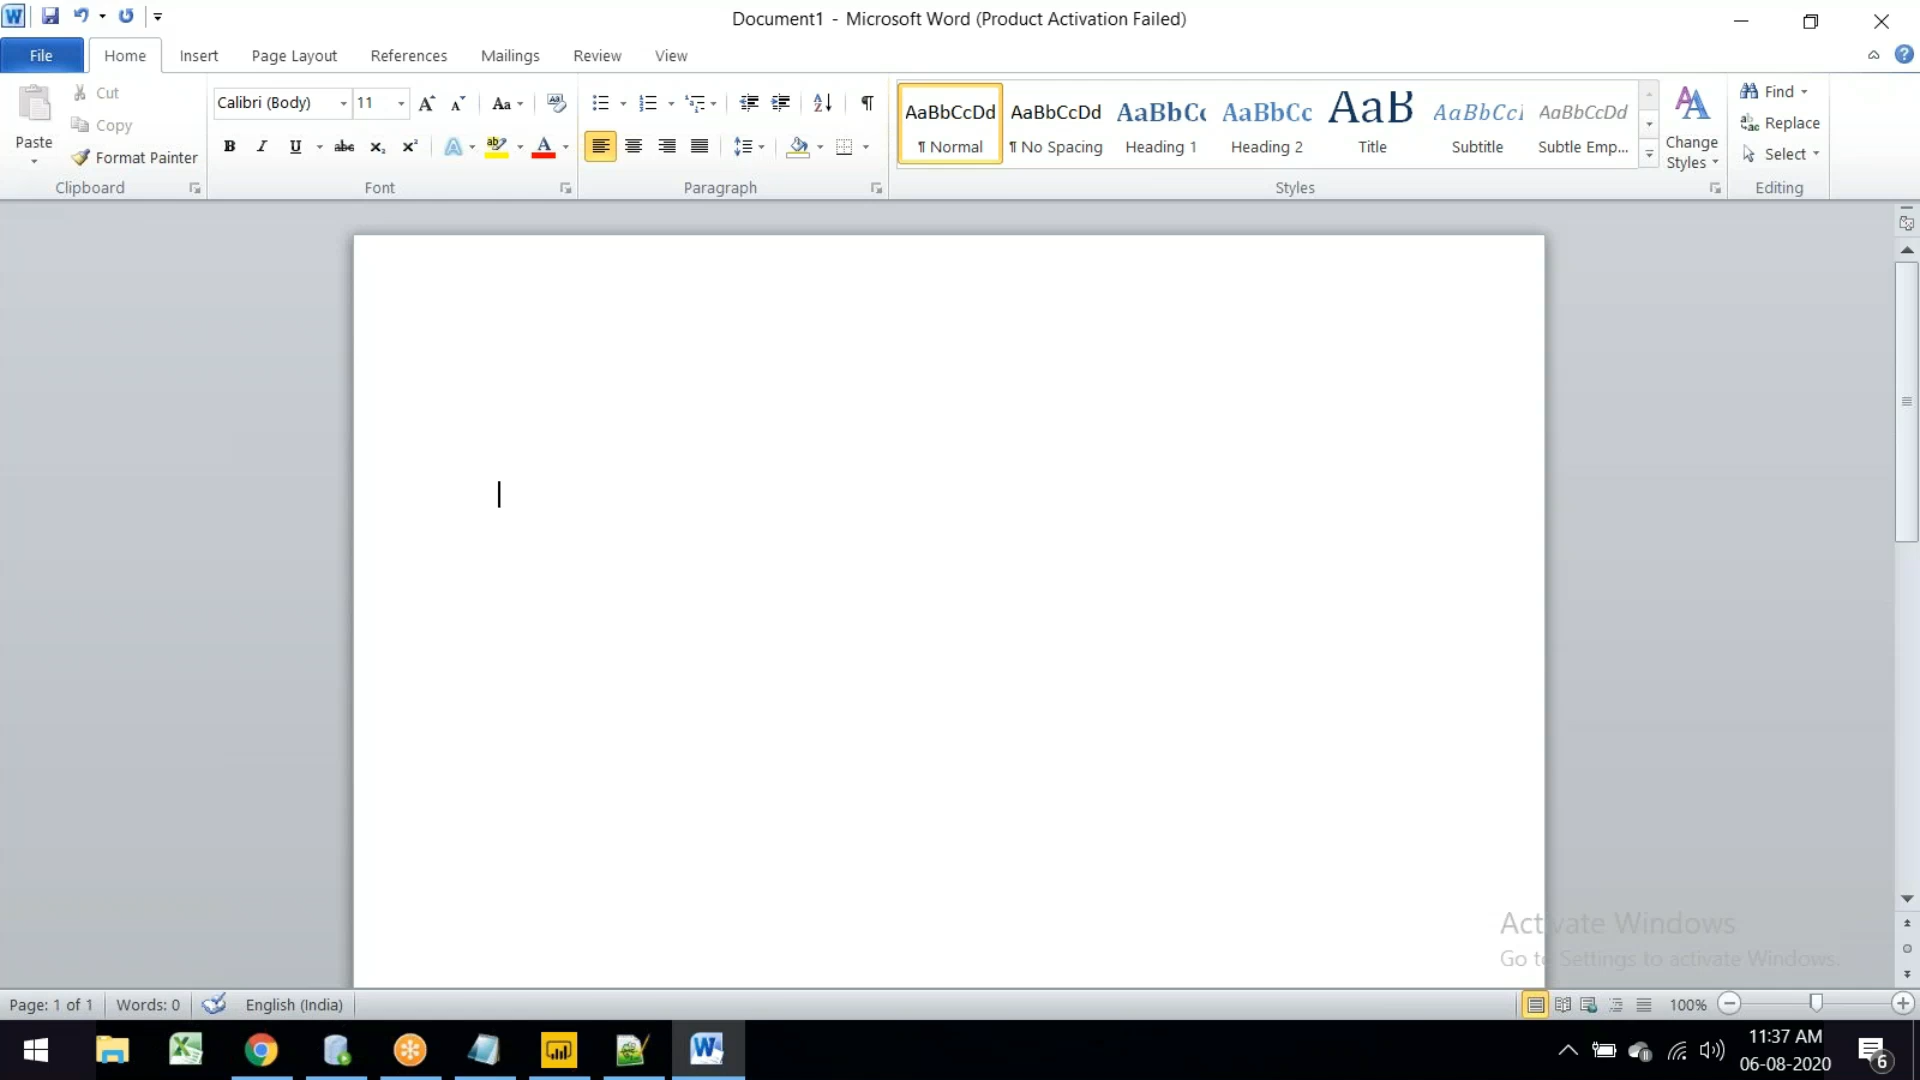 Document1 - Microsoft Word (Product Activation Failed)
File Home Insert Page Layout References Mailings Review View
Paste
Cut
Copy
Format Painter
Clipboard
Calibri (Body) 11
Font
Paragraph
AaBbCcDd AaBbCcDd AaBbCc AaBbCc AaB AaBbCcl AaBbCcDd
¶ Normal ¶ No Spacing Heading 1 Heading 2 Title Subtitle Subtle Emp...
Styles
Change
Styles
Find
Replace
Select
Editing
Activate Windows
Go to Settings to activate Windows.
Page: 1 of 1 Words: 0 English (India) 100%
11:37 AM
06-08-2020
6